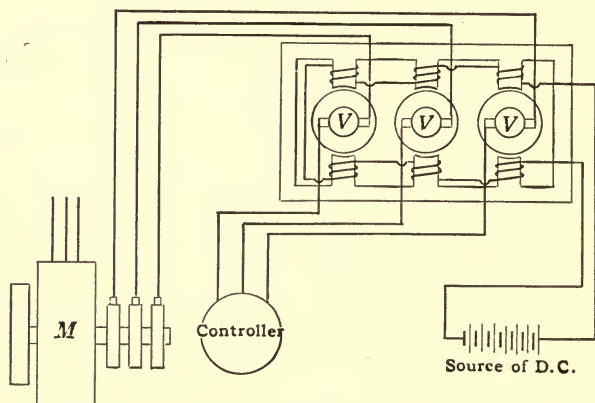 V V V
M
Controller
Source of D.C.